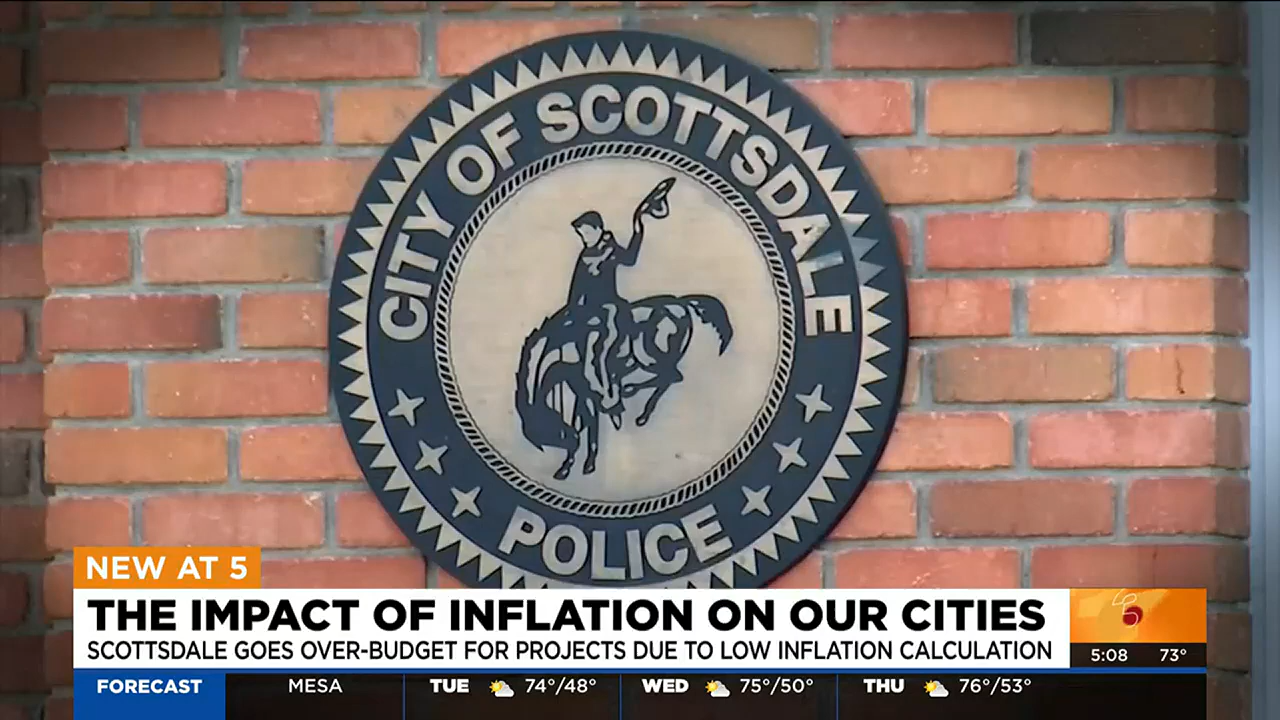 CITY OF SCOTTSDALE
POLICE
NEW AT 5
THE IMPACT OF INFLATION ON OUR CITIES
SCOTTSDALE GOES OVER-BUDGET FOR PROJECTS DUE TO LOW INFLATION CALCULATION
5:08 73°
FORECAST MESA TUE 74°/48° WED 75°/50° THU 76°/53°